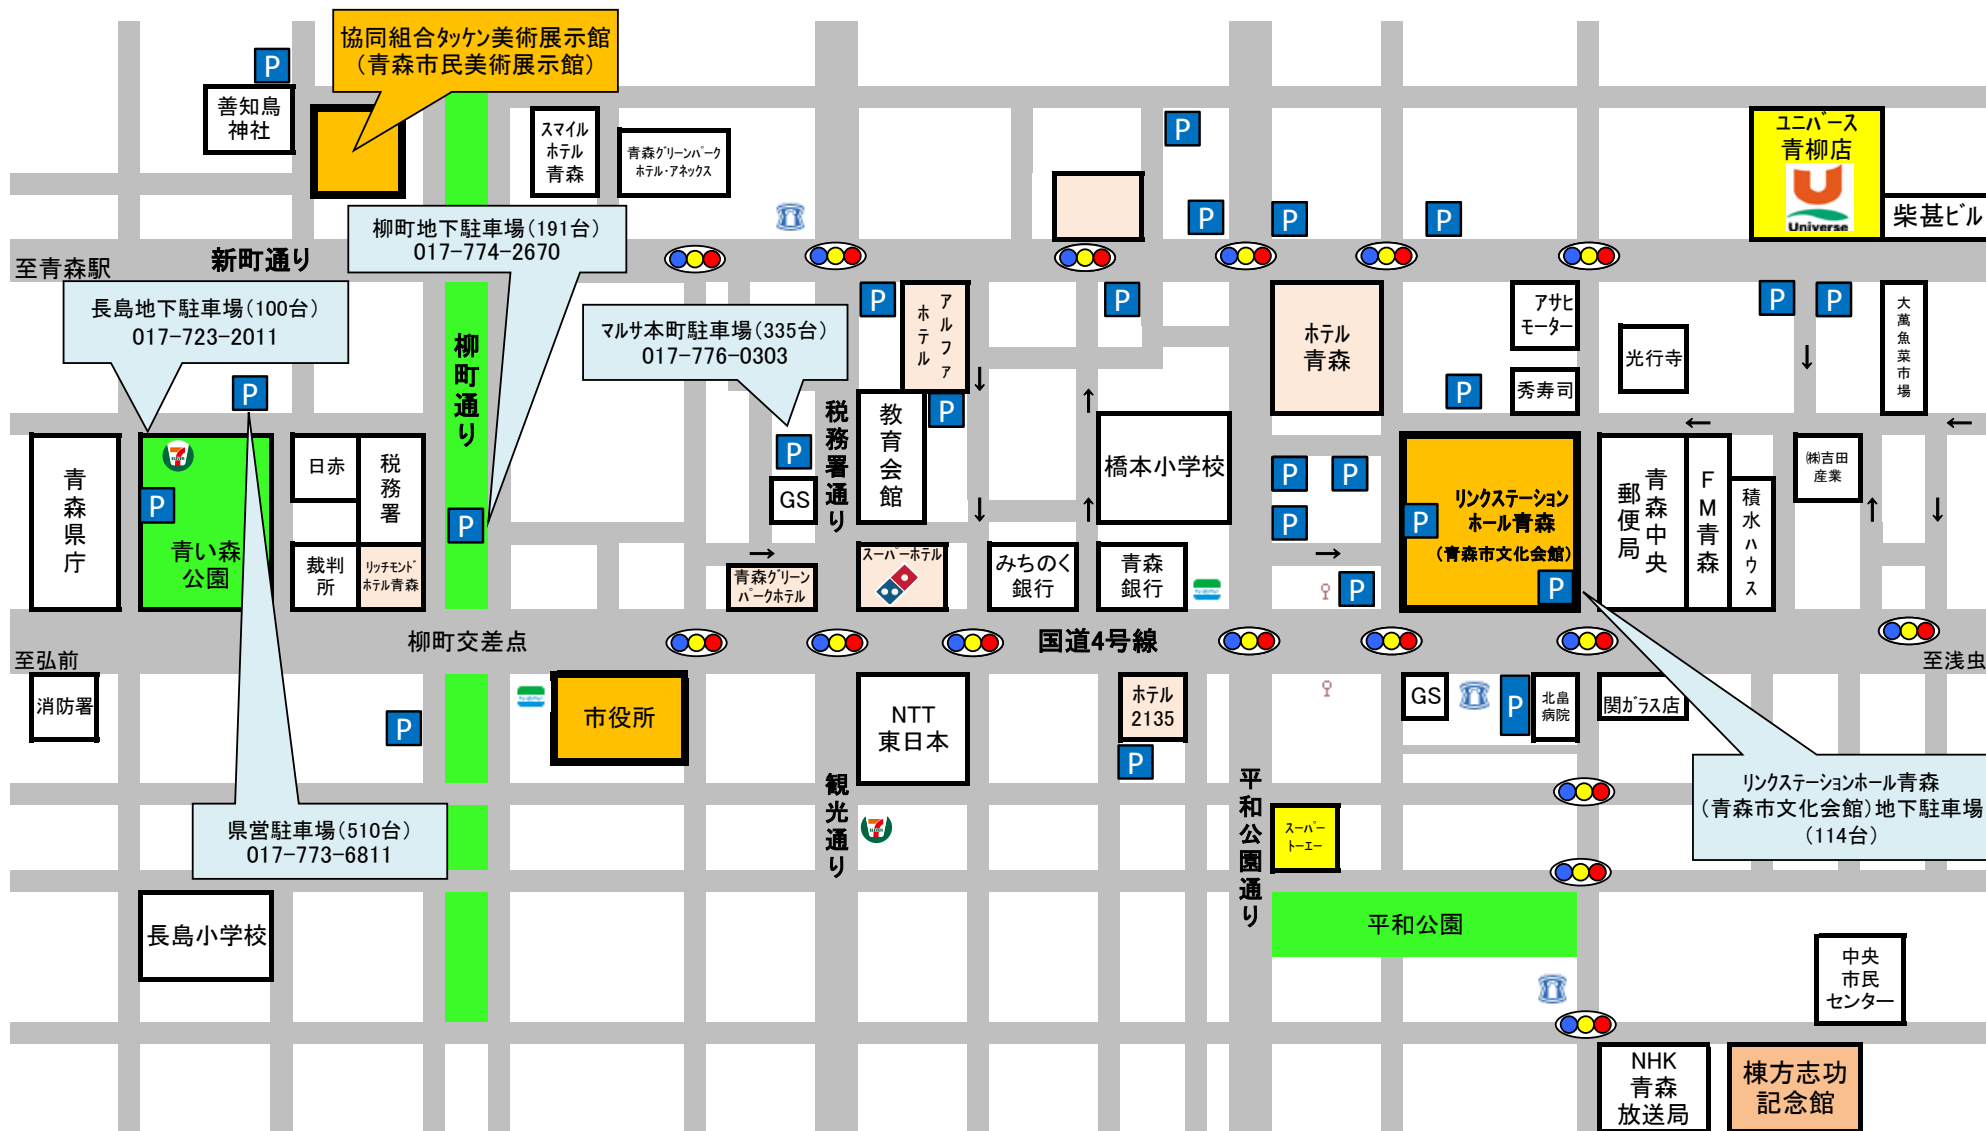 協同組合タッケン美術展示館
（青森市民美術展示館）
P
善知鳥
神社
スマイル
ホテル
青森
青森グリーンパーク
ホテル・アネックス
P
ユニバース
青柳店
Universe
柴甚ビル
P
P
P
柳町地下駐車場（191台）
017-774-2670
新町通り
至青森駅
長島地下駐車場（100台）
017-723-2011
マルサ本町駐車場（335台）
017-776-0303
柳町通り
P
アルファ
ホテル
P
ホテル
青森
アサヒ
モーター
秀寿司
光行寺
P
P
大萬魚菜市場
↓
P
P
税務署通り
教育会館
P
↓
↑
橋本小学校
←
←
青森県庁
7
ELEVEN
P
青い森
公園
日赤
税務署
裁判所
リッチモンド
ホテル青森
P
P
GS
→
青森グリーン
パークホテル
スーパーホテル
↓
↑
みちのく
銀行
青森
銀行
P
P
P
→
P
リンクステーション
ホール青森
（青森市文化会館）
P
P
青森中央
郵便局
FM青森
積水ハウス
㈱吉田
産業
↑
↓
柳町交差点
国道4号線
至弘前
至浅虫
消防署
P
市役所
NTT
東日本
ホテル
2135
P
GS
P
北畠
病院
関ガラス店
リンクステーションホール青森
（青森市文化会館）地下駐車場
（114台）
県営駐車場（510台）
017-773-6811
観光通り
7
ELEVEN
平和公園通り
スーパー
トーエー
平和公園
長島小学校
中央
市民
センター
NHK
青森
放送局
棟方志功
記念館